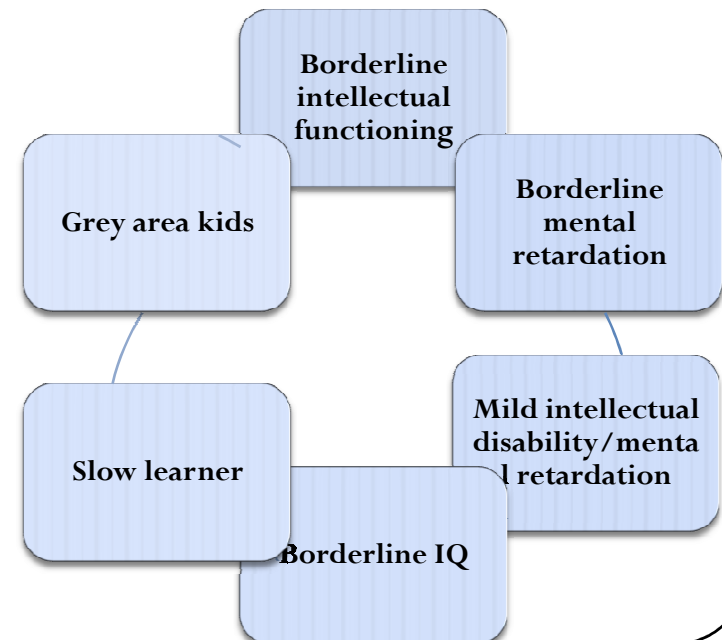 Borderline
intellectual
functioning
Borderline
mental
retardation
Mild intellectual
disability/menta
l retardation
Borderline IQ
Slow learner
Grey area kids